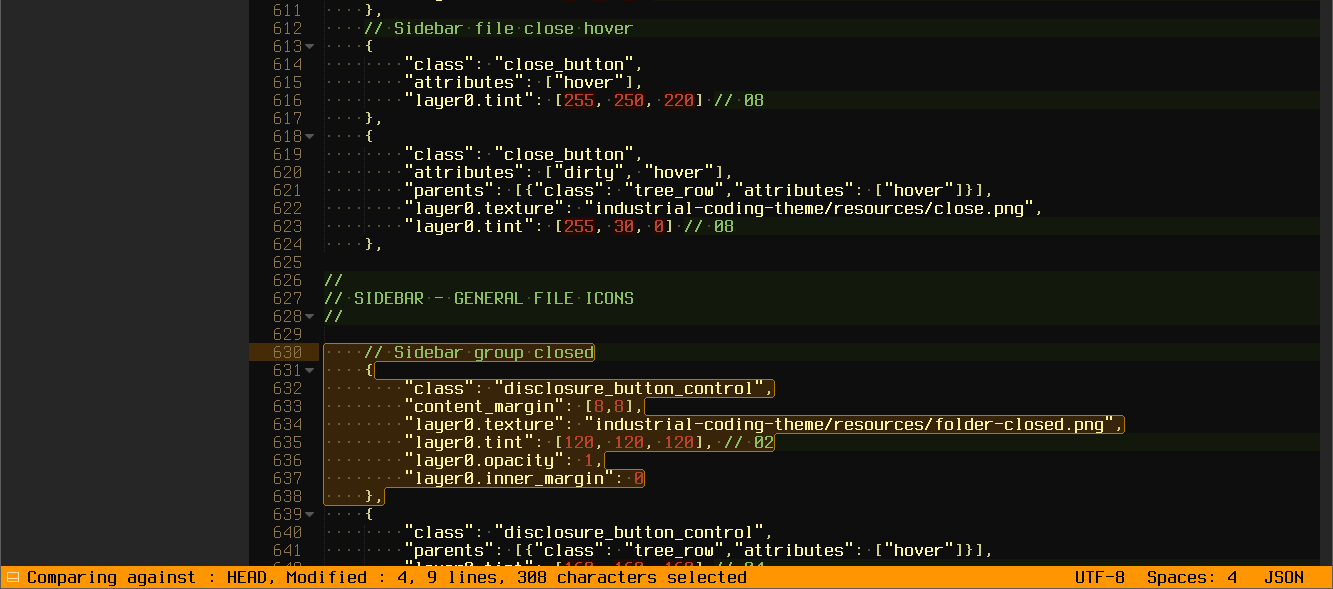 611     },
612     // Sidebar file close hover
613     {
614         "class": "close_button",
615         "attributes": ["hover"],
616         "layer0.tint": [255, 250, 220] // 08
617     },
618     {
619         "class": "close_button",
620         "attributes": ["dirty", "hover"],
621         "parents": [{"class": "tree_row","attributes": ["hover"]}],
622         "layer0.texture": "industrial-coding-theme/resources/close.png",
623         "layer0.tint": [255, 30, 0] // 08
624     },
625
626 //
627 // SIDEBAR - GENERAL FILE ICONS
628 //
629
630     // Sidebar group closed
631     {
632         "class": "disclosure_button_control",
633         "content_margin": [8,8],
634         "layer0.texture": "industrial-coding-theme/resources/folder-closed.png",
635         "layer0.tint": [120, 120, 120], // 02
636         "layer0.opacity": 1,
637         "layer0.inner_margin": 0
638     },
639     {
640         "class": "disclosure_button_control",
641         "parents": [{"class": "tree_row","attributes": ["hover"]}],
Comparing against : HEAD, Modified : 4, 9 lines, 308 characters selected UTF-8 Spaces: 4 JSON